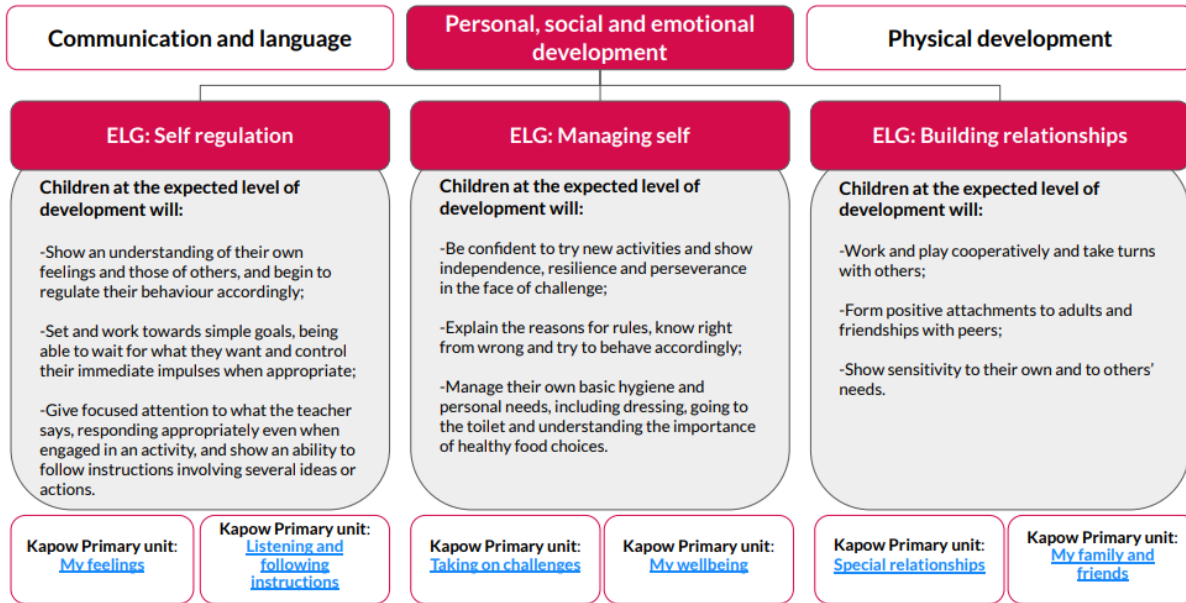 Communication and language
Personal, social and emotional
development
Physical development
ELG: Self regulation
Children at the expected level of
development will:
-Show an understanding of their own
feelings and those of others, and begin to
regulate their behaviour accordingly;
-Set and work towards simple goals, being
able to wait for what they want and control
their immediate impulses when appropriate;
-Give focused attention to what the teacher
says, responding appropriately even when
engaged in an activity, and show an ability to
follow instructions involving several ideas or
actions.
Kapow Primary unit:
My feelings
Kapow Primary unit:
Listening and
following
instructions
ELG: Managing self
Children at the expected level of
development will:
-Be confident to try new activities and show
independence, resilience and perseverance
in the face of challenge;
-Explain the reasons for rules, know right
from wrong and try to behave accordingly;
-Manage their own basic hygiene and
personal needs, including dressing, going to
the toilet and understanding the importance
of healthy food choices.
Kapow Primary unit:
Taking on challenges
Kapow Primary unit:
My wellbeing
ELG: Building relationships
Children at the expected level of
development will:
-Work and play cooperatively and take turns
with others;
-Form positive attachments to adults and
friendships with peers;
-Show sensitivity to their own and to others’
needs.
Kapow Primary unit:
Special relationships
Kapow Primary unit:
My family and
friends